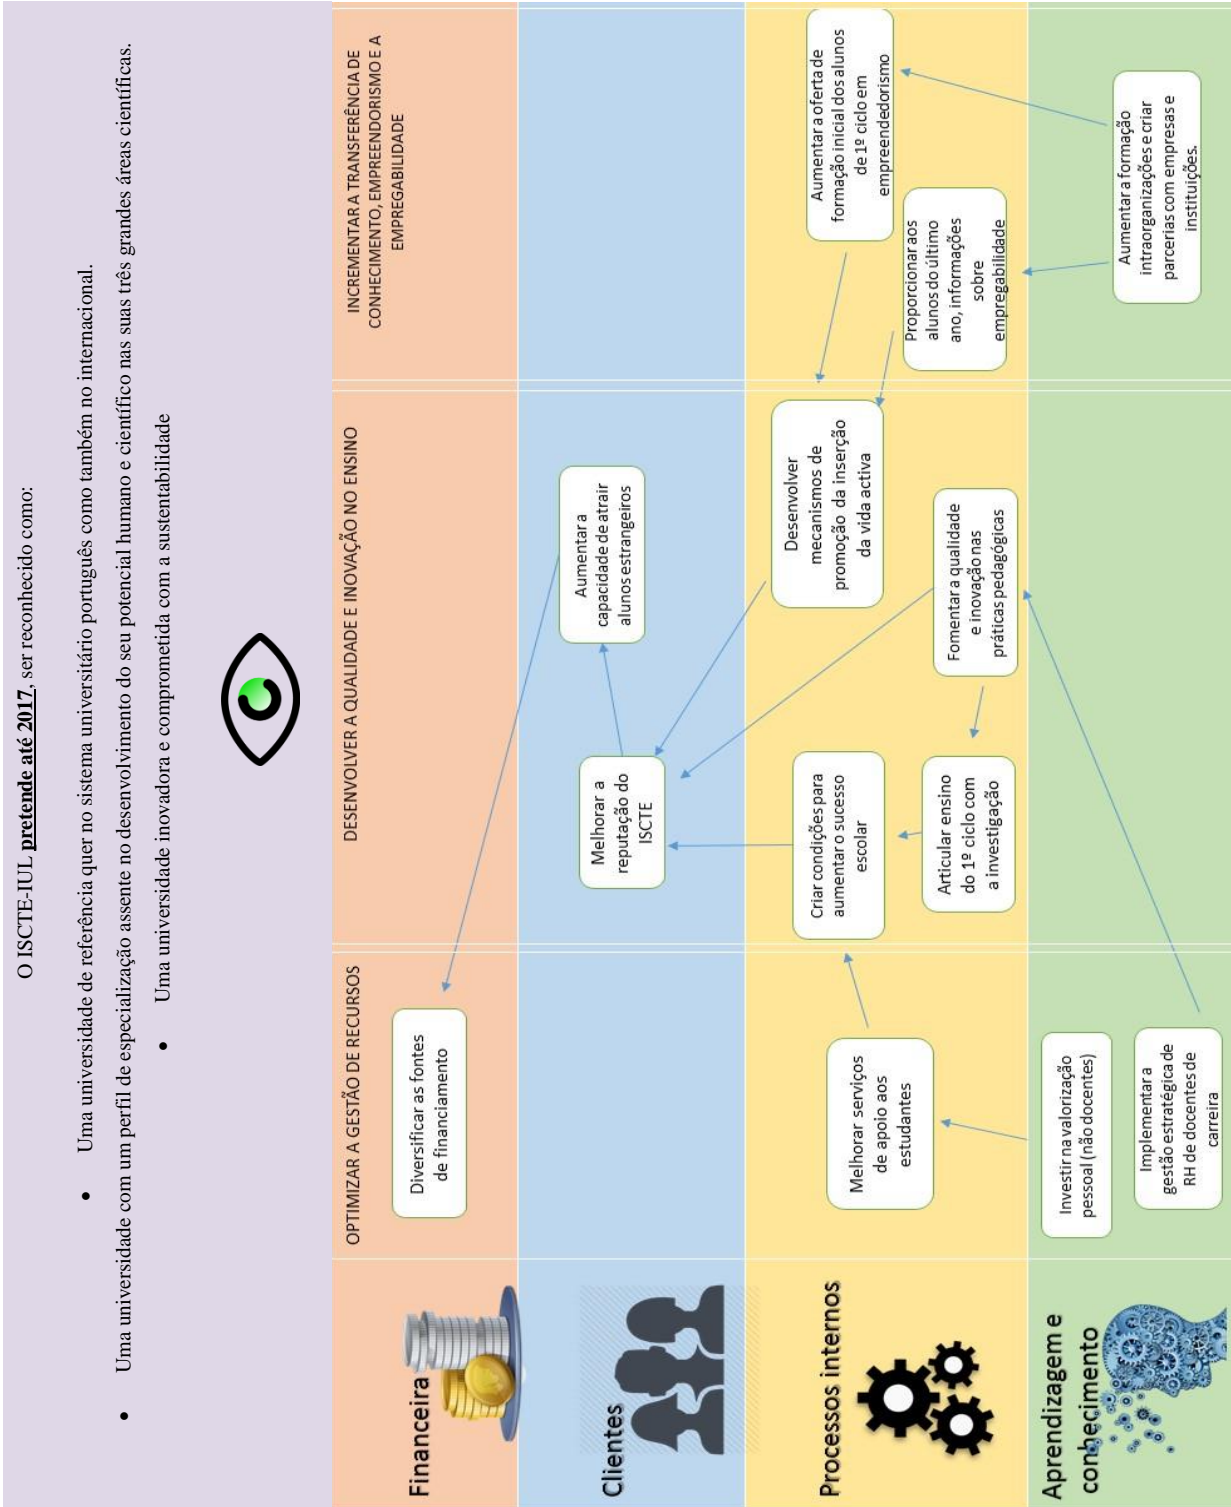 O ISCTE-IUL pretende até 2017, ser reconhecido como:
• Uma universidade de referência quer no sistema universitário português como também no internacional.
• Uma universidade com um perfil de especialização assente no desenvolvimento do seu potencial humano e científico nas suas três grandes áreas científicas.
• Uma universidade inovadora e comprometida com a sustentabilidade
OPTIMIZAR A GESTÃO DE RECURSOS
DESENVOLVER A QUALIDADE E INOVAÇÃO NO ENSINO
INCREMENTAR A TRANSFERÊNCIA DE
CONHECIMENTO, EMPREENDORISMO E A
EMPREGABILIDADE
Financeira
Diversificar as fontes
de financiamento
Clientes
Melhorar a
reputação do
ISCTE
Aumentar a
capacidade de atrair
alunos estrangeiros
Processos internos
Melhorar serviços
de apoio aos
estudantes
Criar condições para
aumentar o sucesso
escolar
Articular ensino
do 1º ciclo com
a investigação
Desenvolver
mecanismos de
promoção da inserção
da vida activa
Fomentar a qualidade
e inovação nas
práticas pedagógicas
Aumentar a oferta de
formação inicial dos alunos
de 1º ciclo em
empreendedorismo
Proporcionar aos
alunos do último
ano, informações
sobre
empregabilidade
Aprendizagem e
conhecimento
Investir na valorização
pessoal (não docentes)
Implementar a
gestão estratégica de
RH de docentes de
carreira
Aumentar a formação
intraorganizações e criar
parcerias com empresas e
instituições.